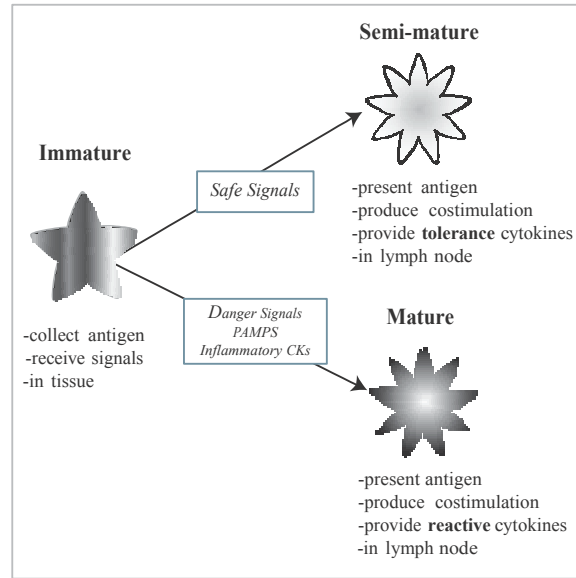 Semi-mature
Immature
Safe Signals
-present antigen
-produce costimulation
-provide tolerance cytokines
-in lymph node
-collect antigen
-receive signals
-in tissue
Danger Signals
PAMPS
Inflammatory CKs
Mature
-present antigen
-produce costimulation
-provide reactive cytokines
-in lymph node